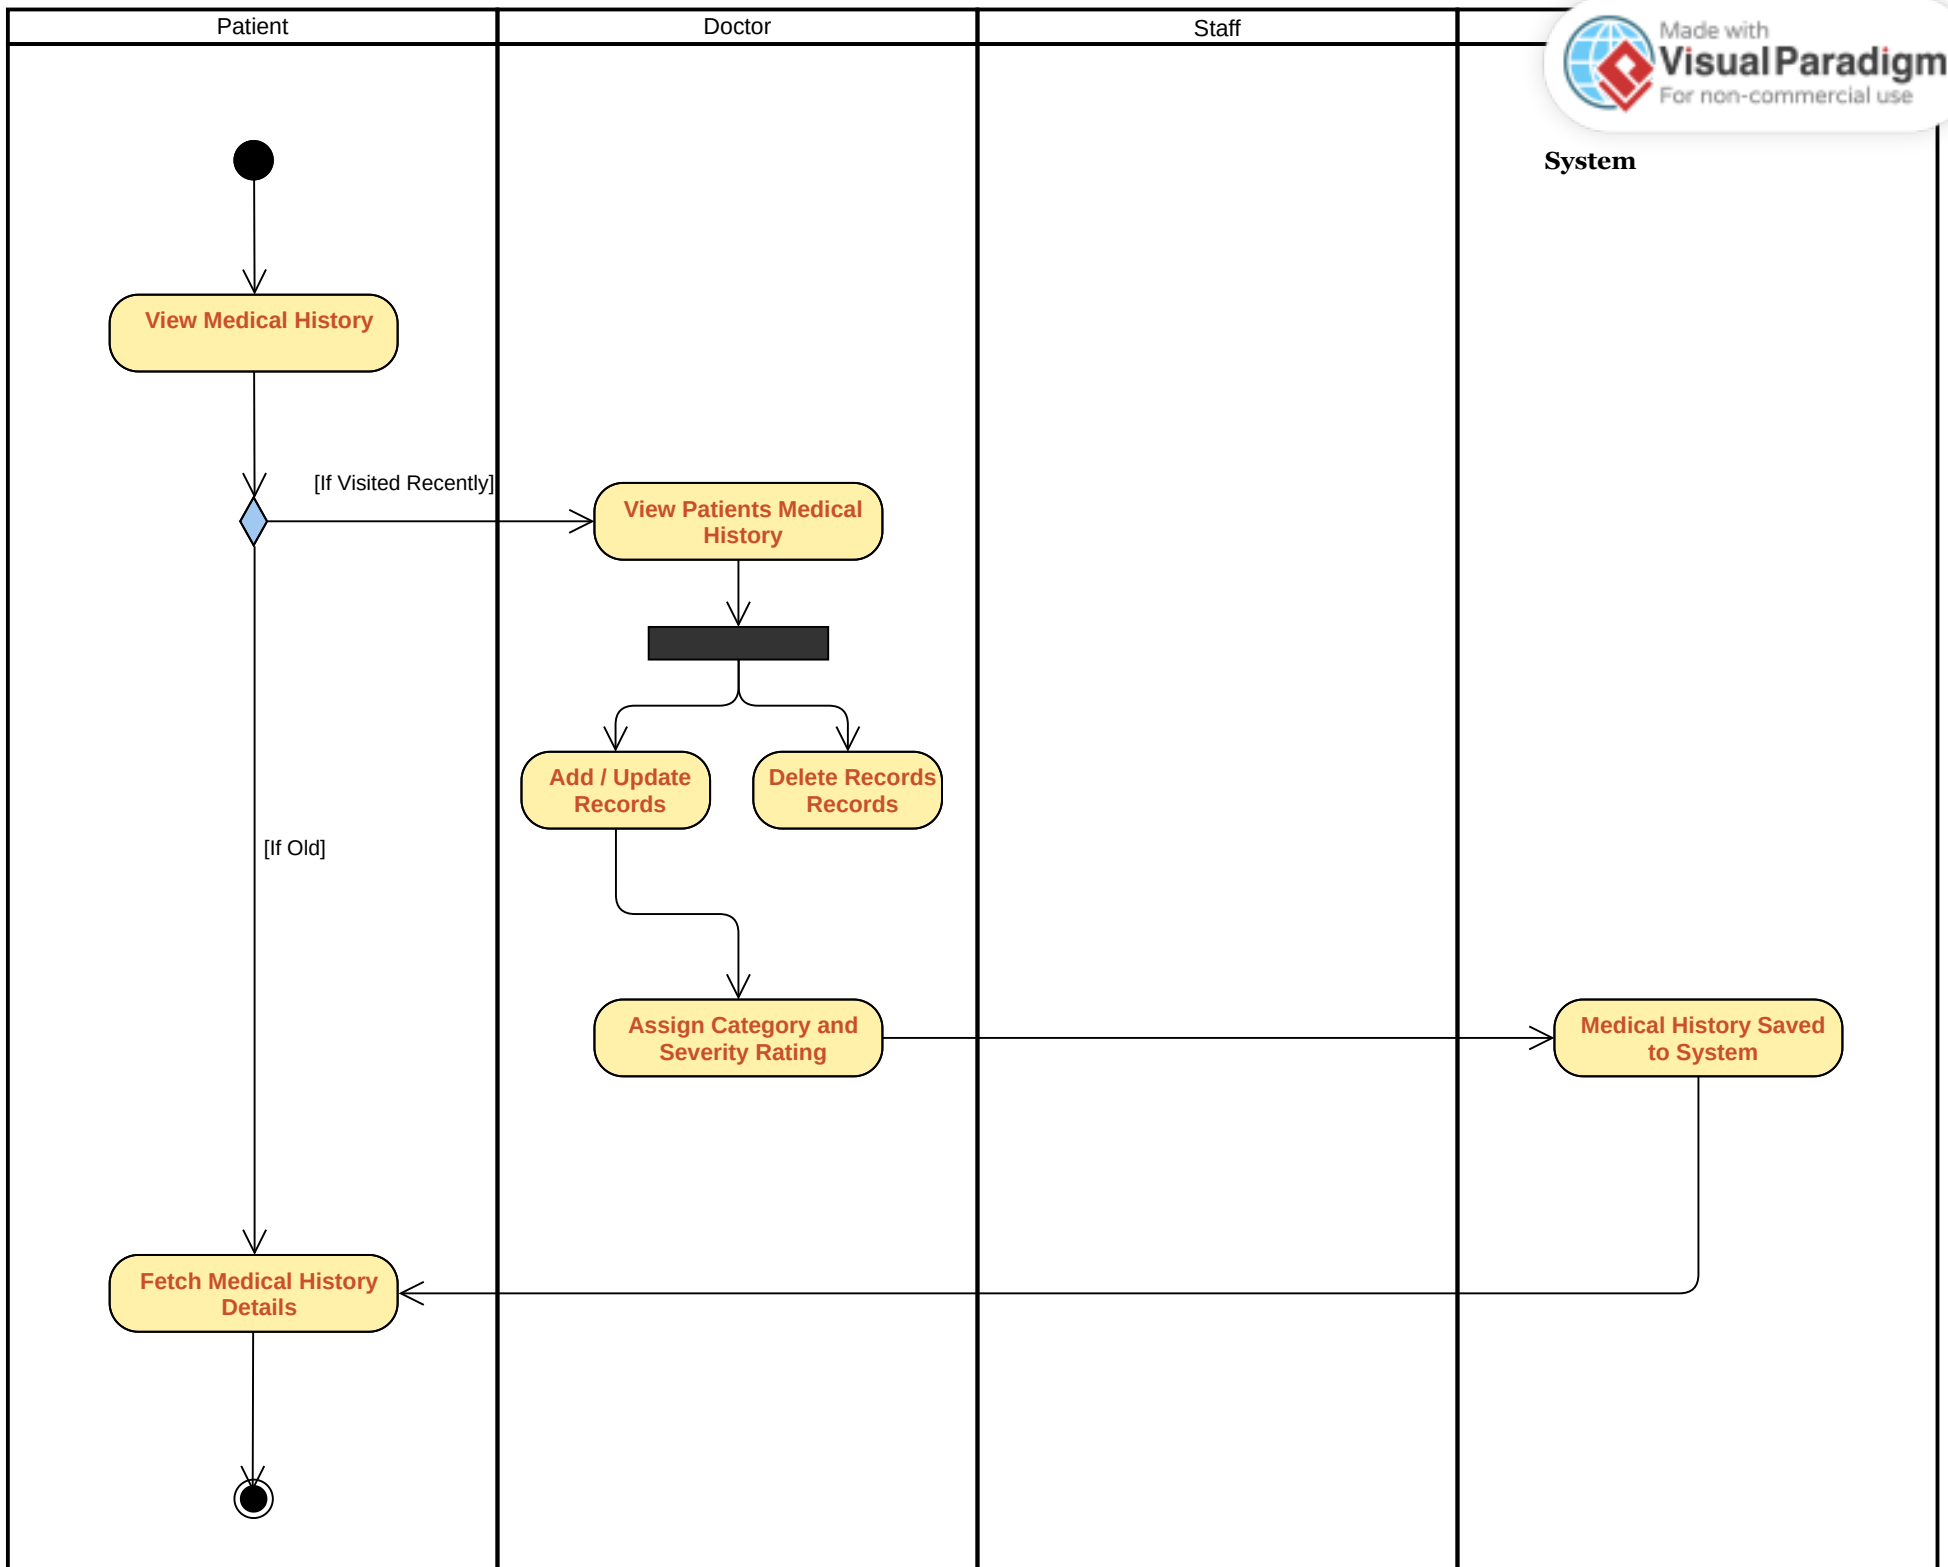 Patient
Doctor
Staff
Made with
Visual Paradigm
For non-commercial use
System
View Medical History
[If Visited Recently]
View Patients Medical
History
Add / Update
Records
Delete Records
Records
[If Old]
Assign Category and
Severity Rating
Medical History Saved
to System
Fetch Medical History
Details